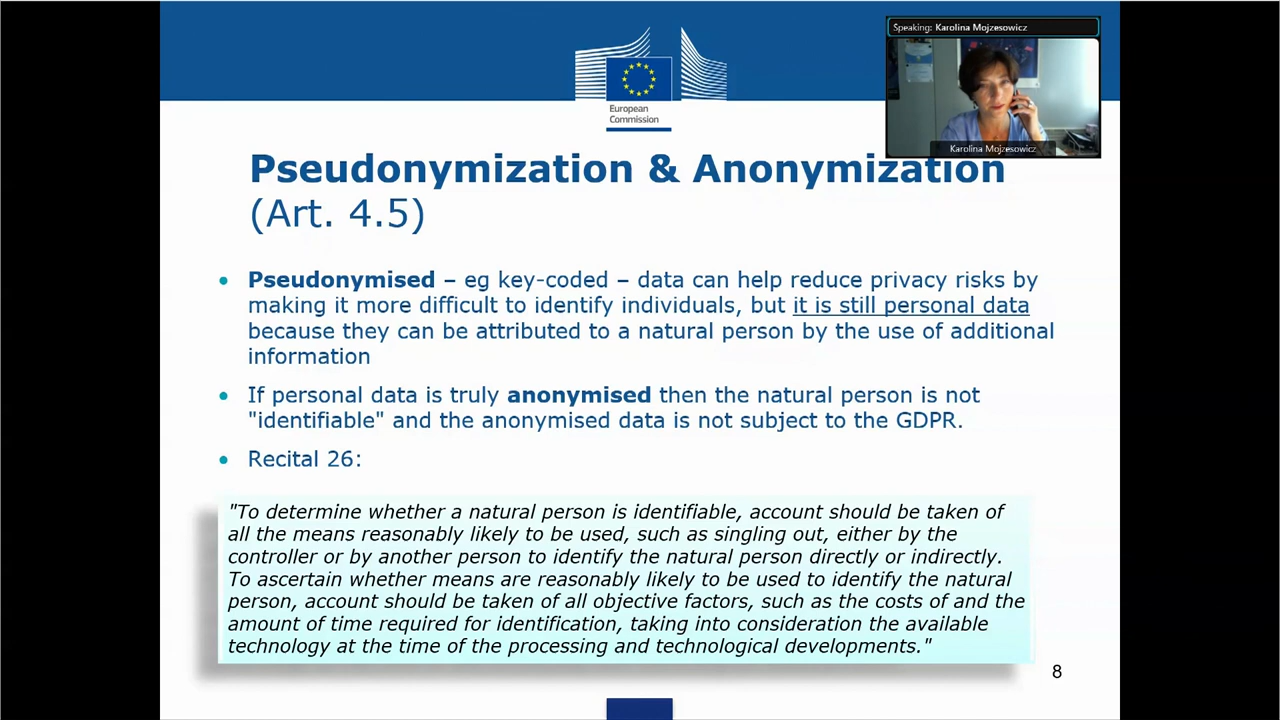 Speaking: Karolina Mojzesowicz
Karolina Mojzesowicz
European
Commission
Pseudonymization & Anonymization
(Art. 4.5)
• Pseudonymised – eg key-coded – data can help reduce privacy risks by
making it more difficult to identify individuals, but it is still personal data
because they can be attributed to a natural person by the use of additional
information
• If personal data is truly anonymised then the natural person is not
"identifiable" and the anonymised data is not subject to the GDPR.
• Recital 26:
"To determine whether a natural person is identifiable, account should be taken of
all the means reasonably likely to be used, such as singling out, either by the
controller or by another person to identify the natural person directly or indirectly.
To ascertain whether means are reasonably likely to be used to identify the natural
person, account should be taken of all objective factors, such as the costs of and the
amount of time required for identification, taking into consideration the available
technology at the time of the processing and technological developments."
8